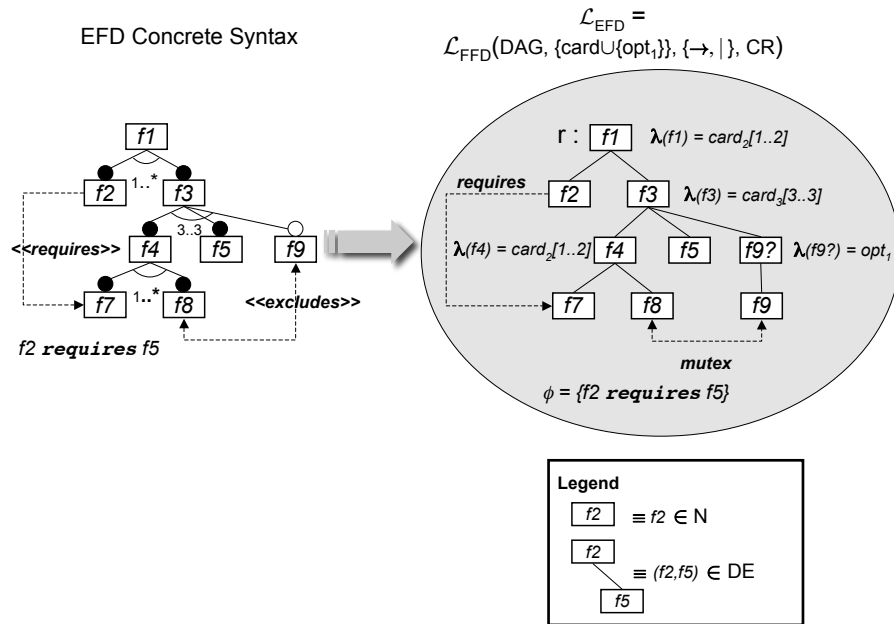 EFD Concrete Syntax
f1
f2
1..*
f3
<<requires>>
f4
3..3
f5
f9
f7
1..*
f8
<<excludes>>
f2 requires f5
ℒEFD =
ℒFFD(DAG, {card∪{opt1}}, {→, | }, CR)
r : f1 λ(f1) = card2[1..2]
requires
f2
f3
λ(f3) = card3[3..3]
λ(f4) = card2[1..2]
f4
f5
f9?
λ(f9?) = opt1
f7
f8
f9
mutex
ϕ = {f2 requires f5}
Legend
f2 ≡ f2 ∈ N
f2
≡ (f2,f5) ∈ DE
f5